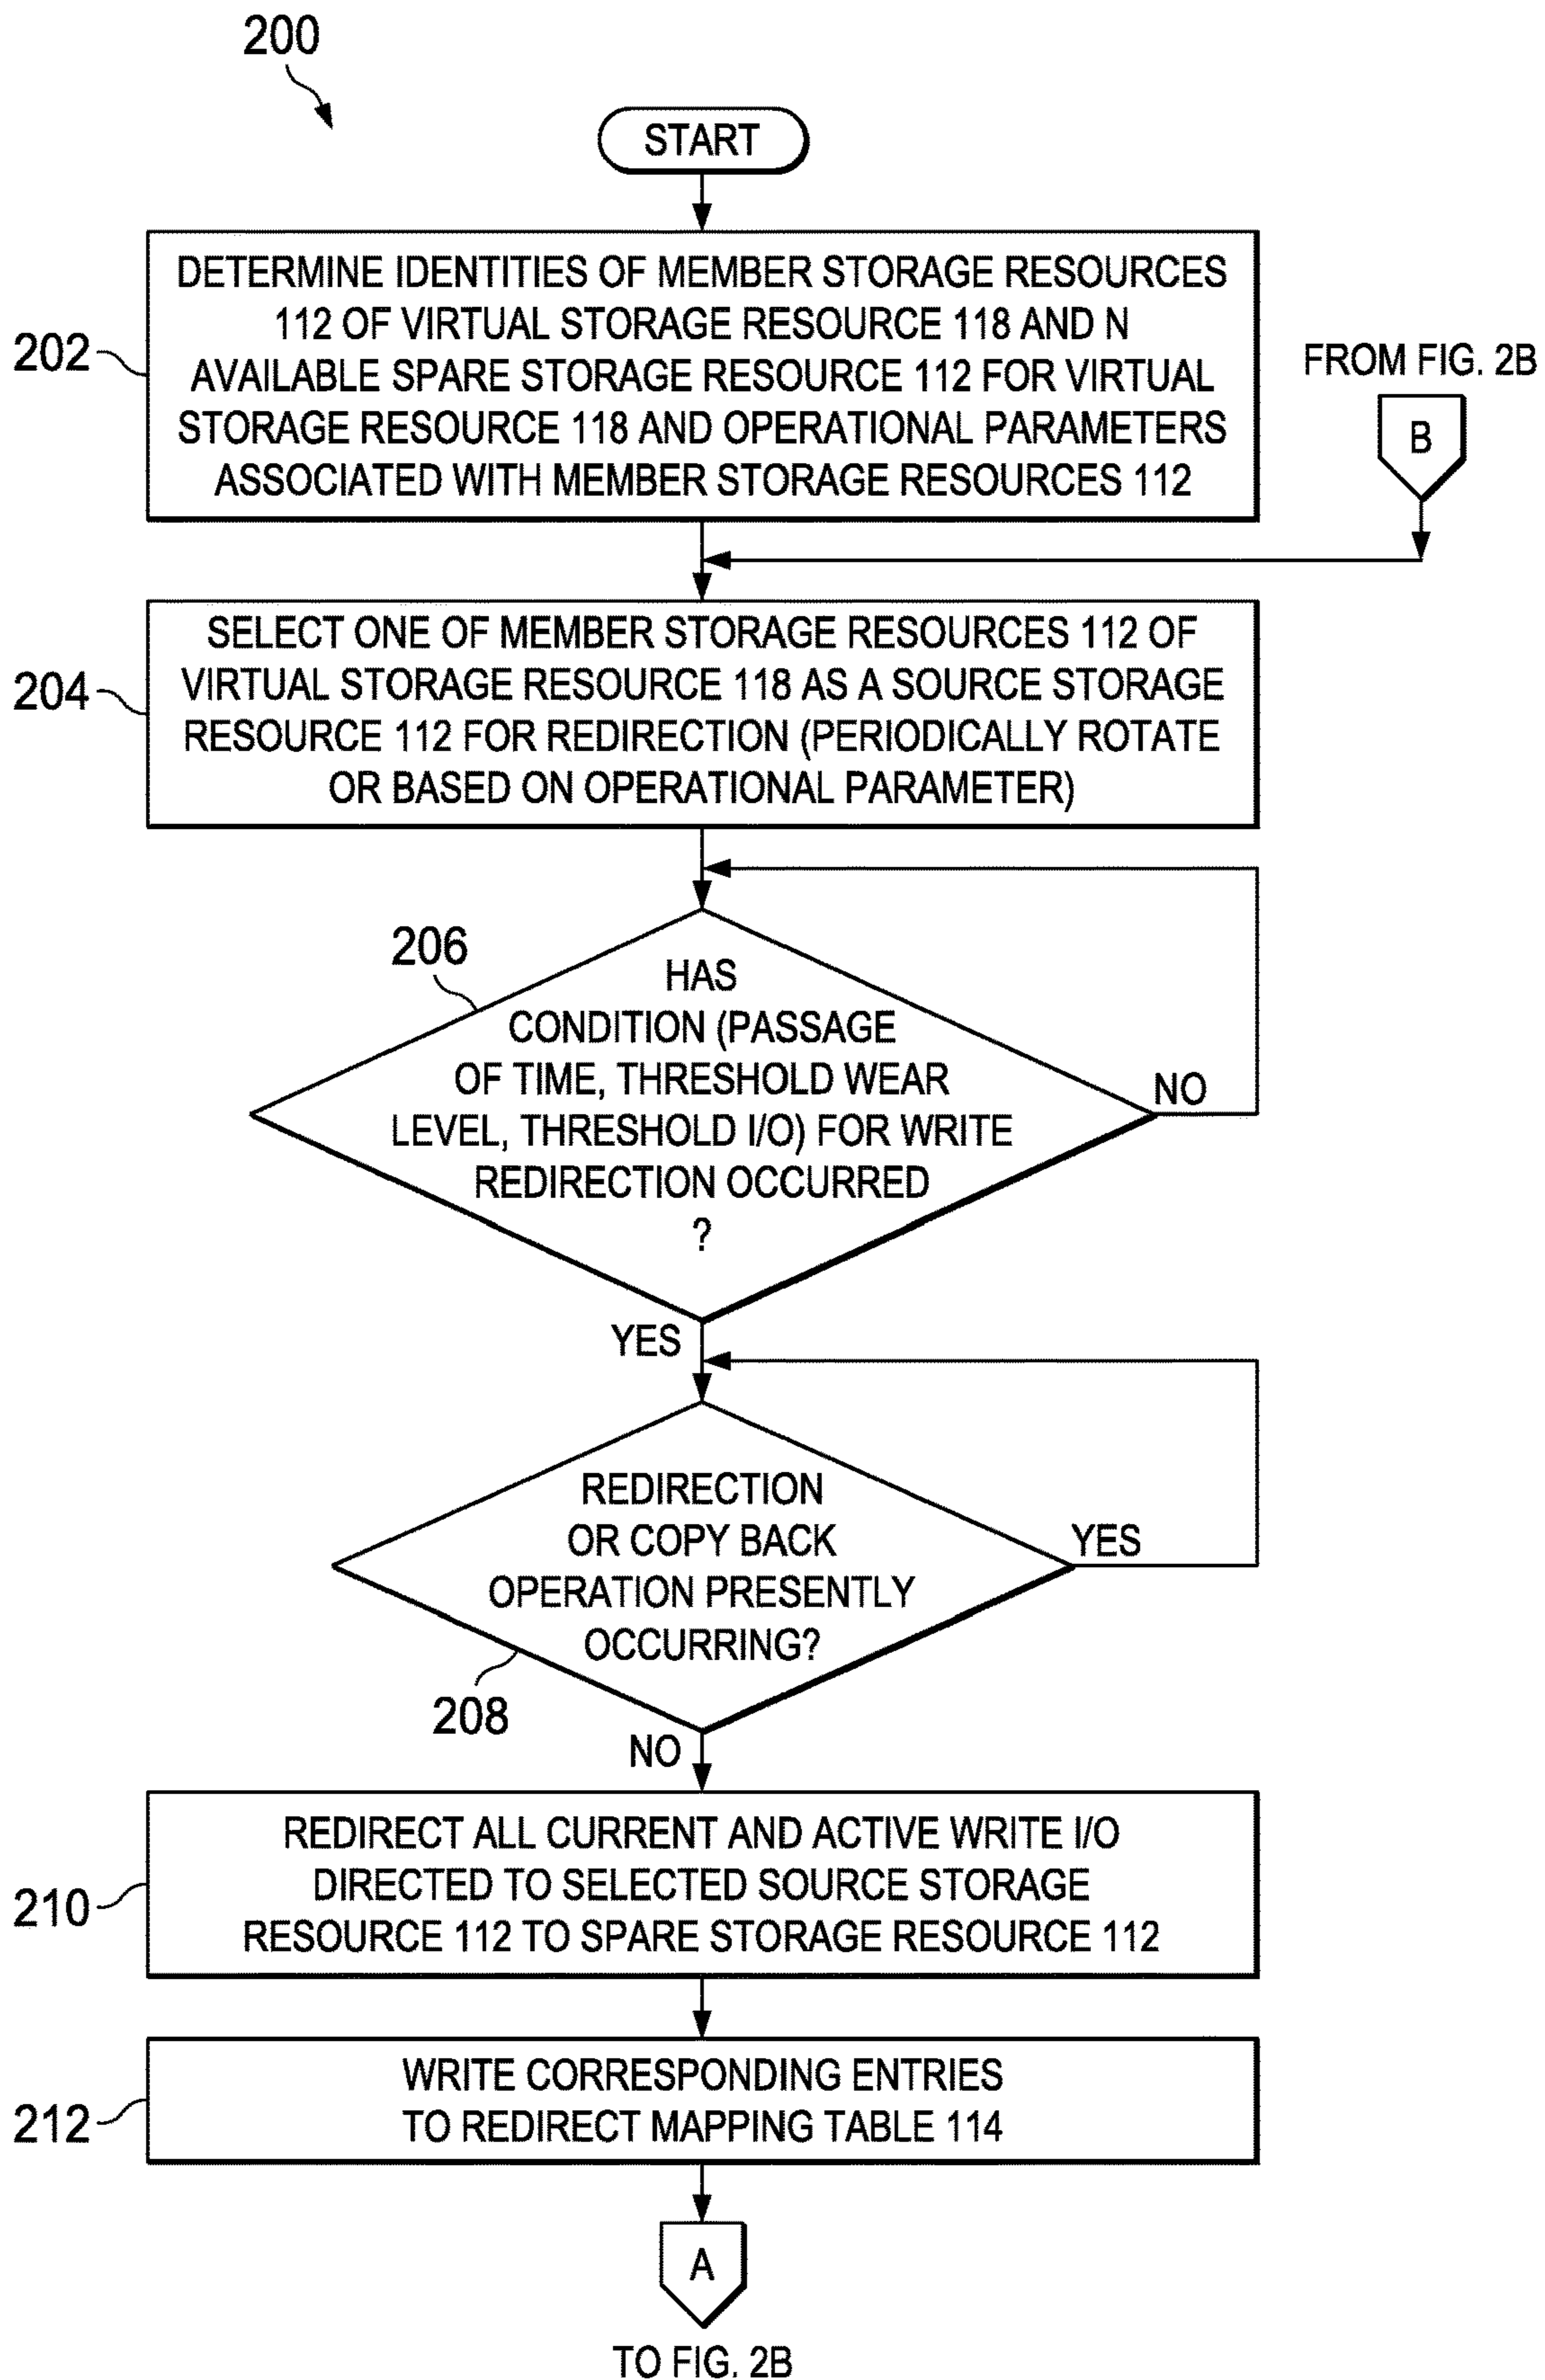 200
START
202
DETERMINE IDENTITIES OF MEMBER STORAGE RESOURCES
112 OF VIRTUAL STORAGE RESOURCE 118 AND N
AVAILABLE SPARE STORAGE RESOURCE 112 FOR VIRTUAL
STORAGE RESOURCE 118 AND OPERATIONAL PARAMETERS
ASSOCIATED WITH MEMBER STORAGE RESOURCES 112
FROM FIG. 2B
B
204
SELECT ONE OF MEMBER STORAGE RESOURCES 112 OF
VIRTUAL STORAGE RESOURCE 118 AS A SOURCE STORAGE
RESOURCE 112 FOR REDIRECTION (PERIODICALLY ROTATE
OR BASED ON OPERATIONAL PARAMETER)
206
HAS
CONDITION (PASSAGE
OF TIME, THRESHOLD WEAR
LEVEL, THRESHOLD I/O) FOR WRITE
REDIRECTION OCCURRED
?
NO
YES
REDIRECTION
OR COPY BACK
OPERATION PRESENTLY
OCCURRING?
YES
208
NO
210
REDIRECT ALL CURRENT AND ACTIVE WRITE I/O
DIRECTED TO SELECTED SOURCE STORAGE
RESOURCE 112 TO SPARE STORAGE RESOURCE 112
212
WRITE CORRESPONDING ENTRIES
TO REDIRECT MAPPING TABLE 114
A
TO FIG. 2B